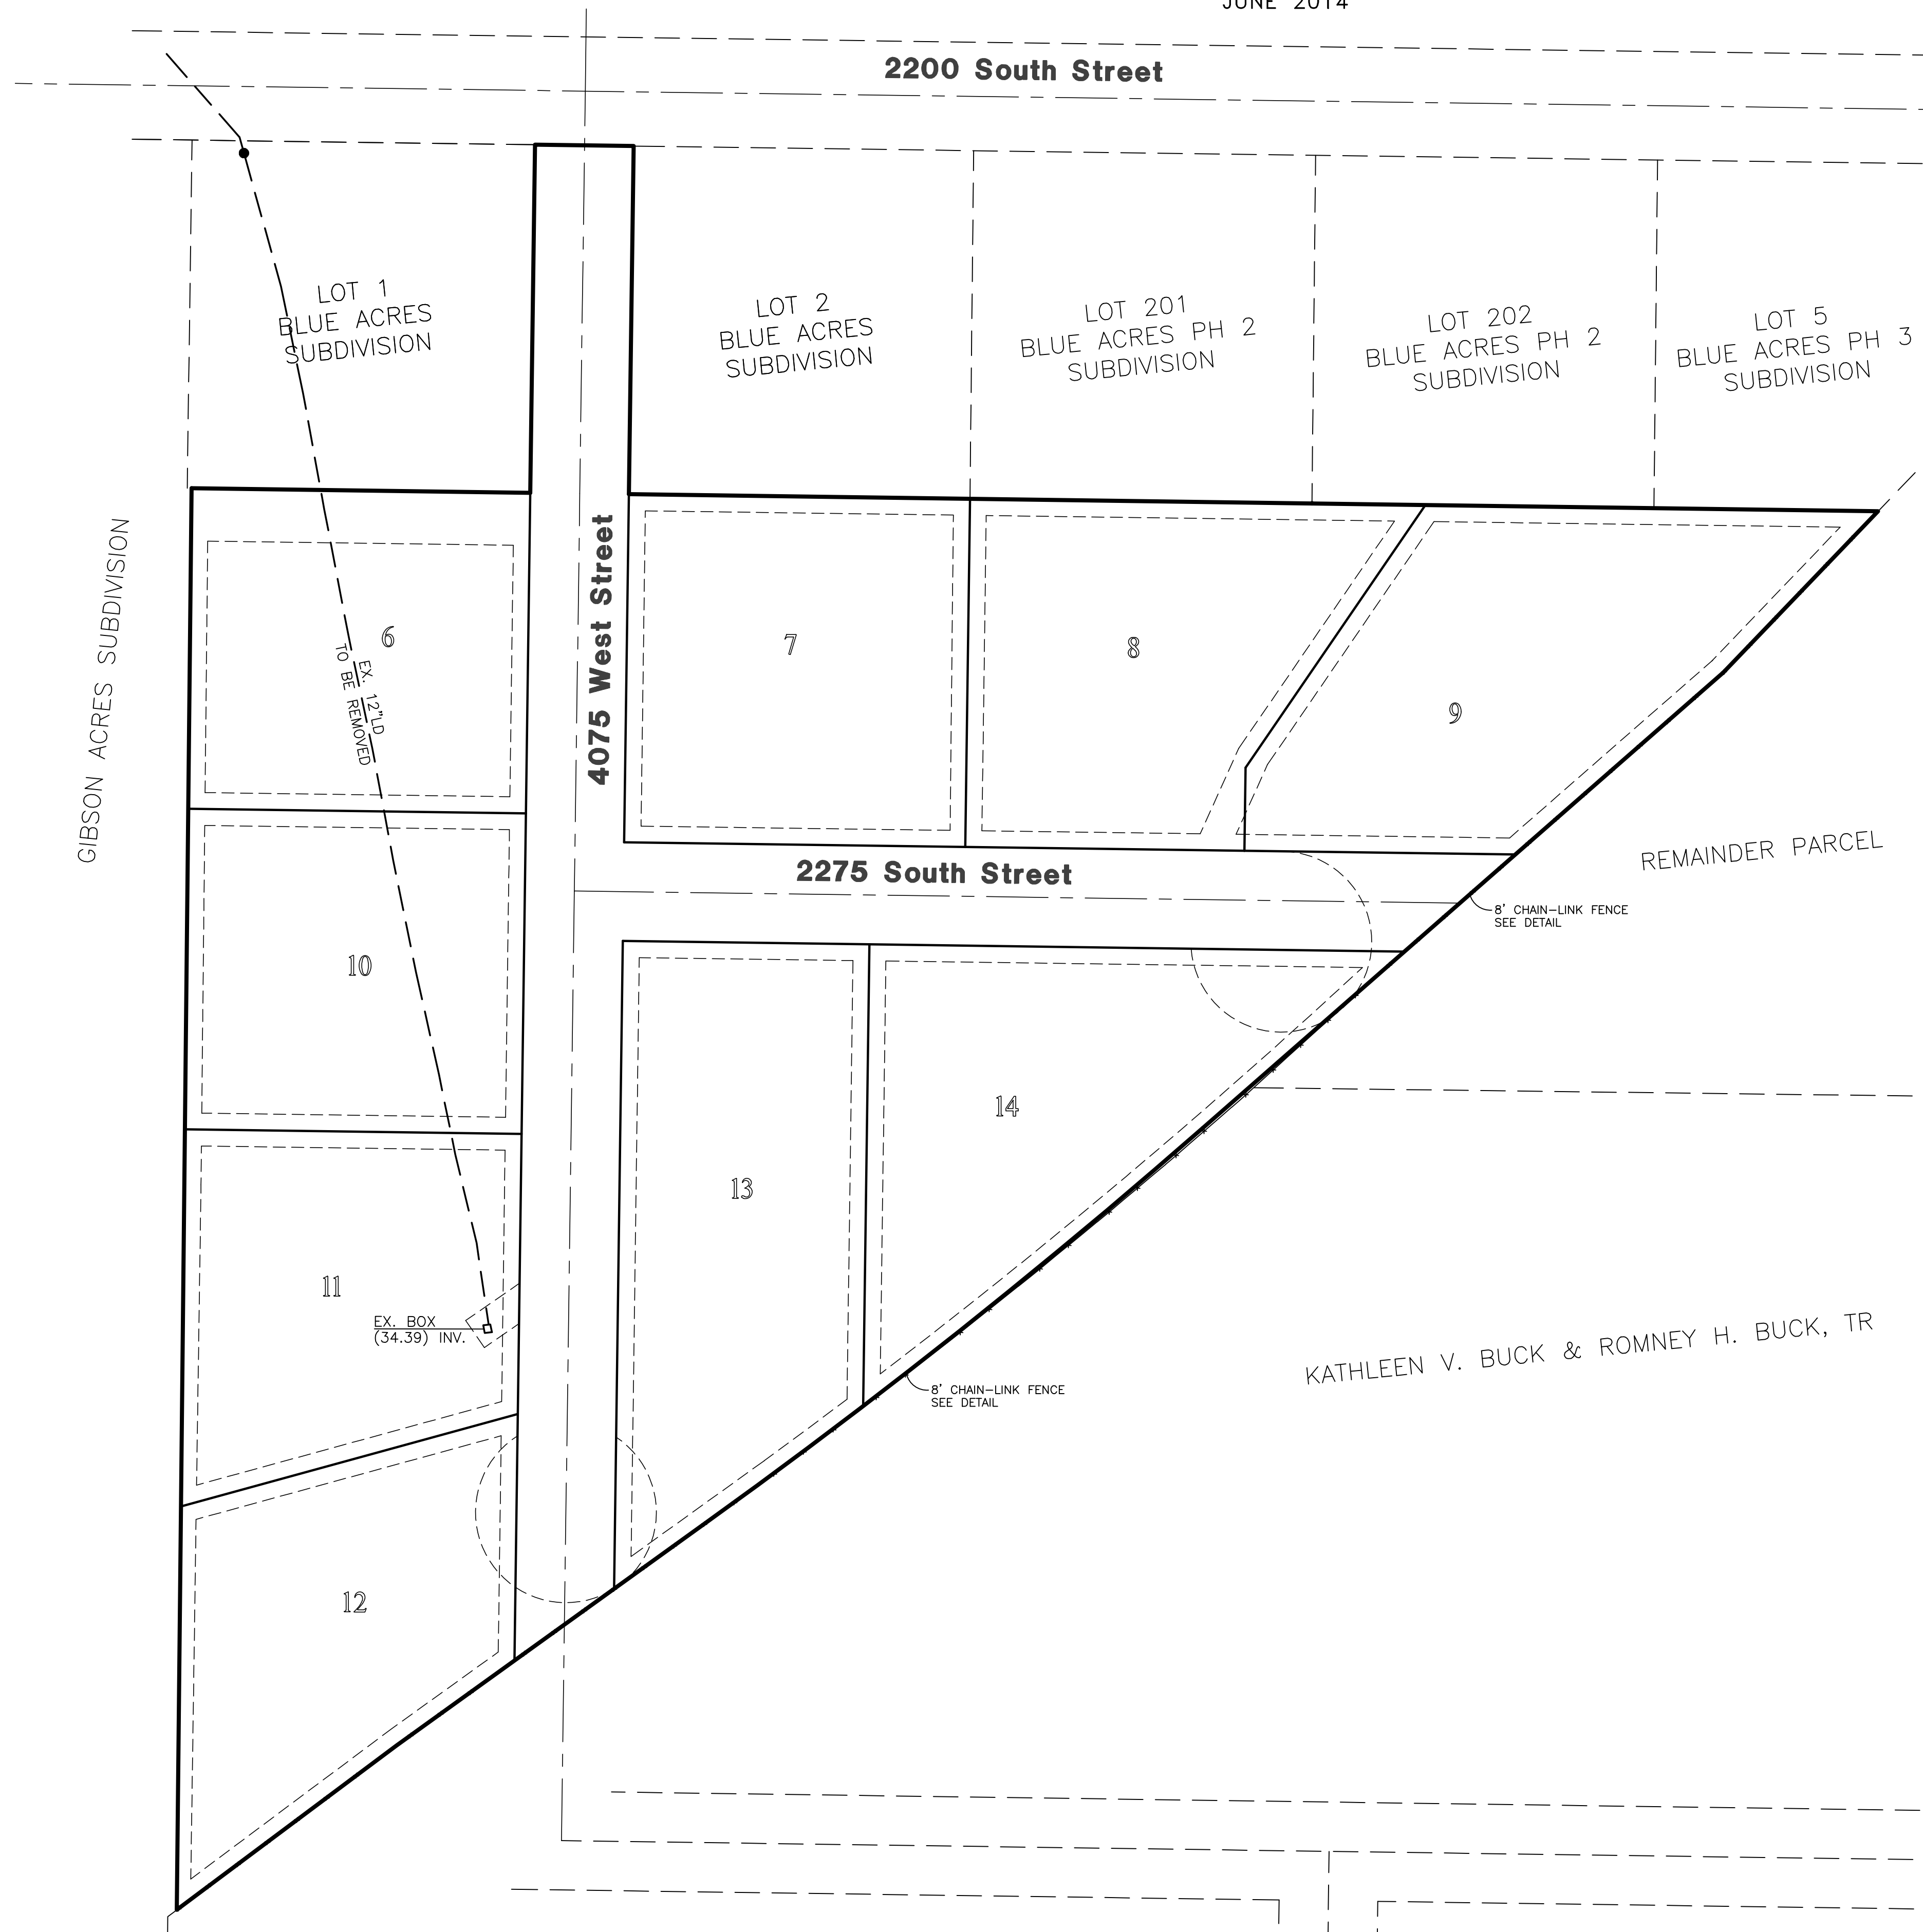 JUNE 2014
2200 South Street
LOT 1
BLUE ACRES
SUBDIVISION
LOT 2
BLUE ACRES
SUBDIVISION
LOT 201
BLUE ACRES PH 2
SUBDIVISION
LOT 202
BLUE ACRES PH 2
SUBDIVISION
LOT 5
BLUE ACRES PH 3
SUBDIVISION
GIBSON ACRES SUBDIVISION
4075 West Street
6
EX. 12"LD
TO BE REMOVED
7
8
9
2275 South Street
REMAINDER PARCEL
8' CHAIN-LINK FENCE
SEE DETAIL
10
14
13
11
EX. BOX
(34.39) INV.
KATHLEEN V. BUCK & ROMNEY H. BUCK, TR
8' CHAIN-LINK FENCE
SEE DETAIL
12